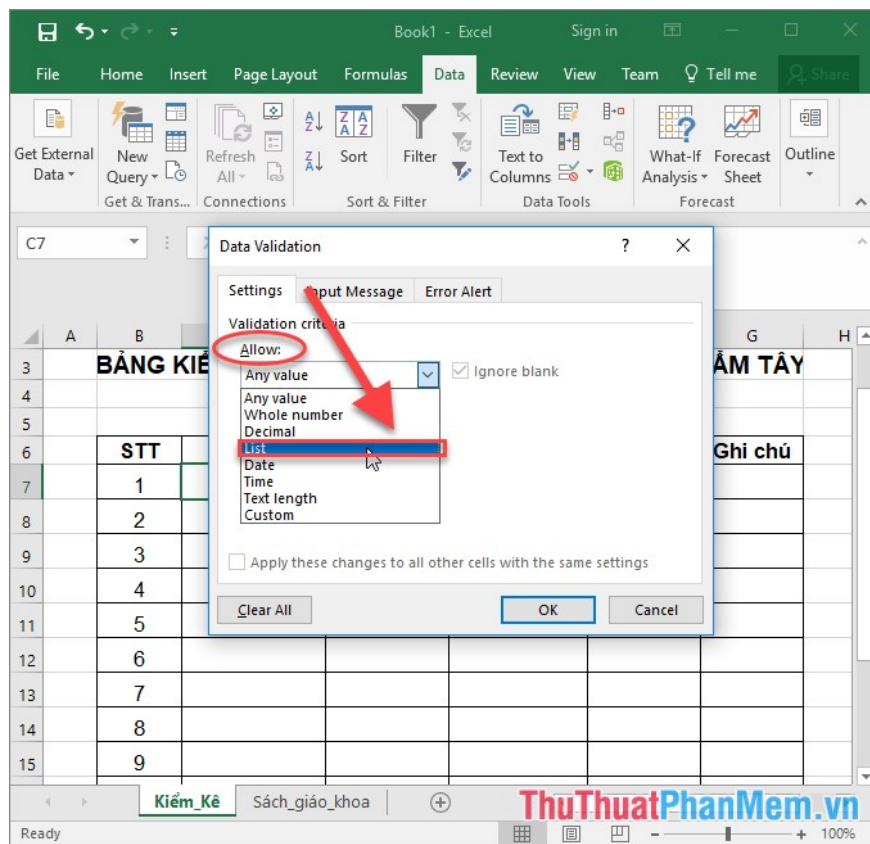 Book1 - Excel Sign in
File Home Insert Page Layout Formulas Data Review View Team Tell me Share
Get External Data
New Query
Refresh All
Sort
Filter
Text to Columns
What-If Analysis
Forecast Sheet
Outline
Get & Trans... Connections Sort & Filter Data Tools Forecast
C7
Data Validation ? ×
Settings Input Message Error Alert
Validation criteria
Allow:
Any value
Ignore blank
Any value
Whole number
Decimal
List
Date
Time
Text length
Custom
Apply these changes to all other cells with the same settings
Clear All OK Cancel
A B G H
3 BẢNG KIỂ ẨM TÂY
4
5
6 STT Ghi chú
7 1
8 2
9 3
10 4
11 5
12 6
13 7
14 8
15 9
Kiểm_Kê Sách_giáo_khoa
ThuThuatPhanMem.vn
Ready 100%